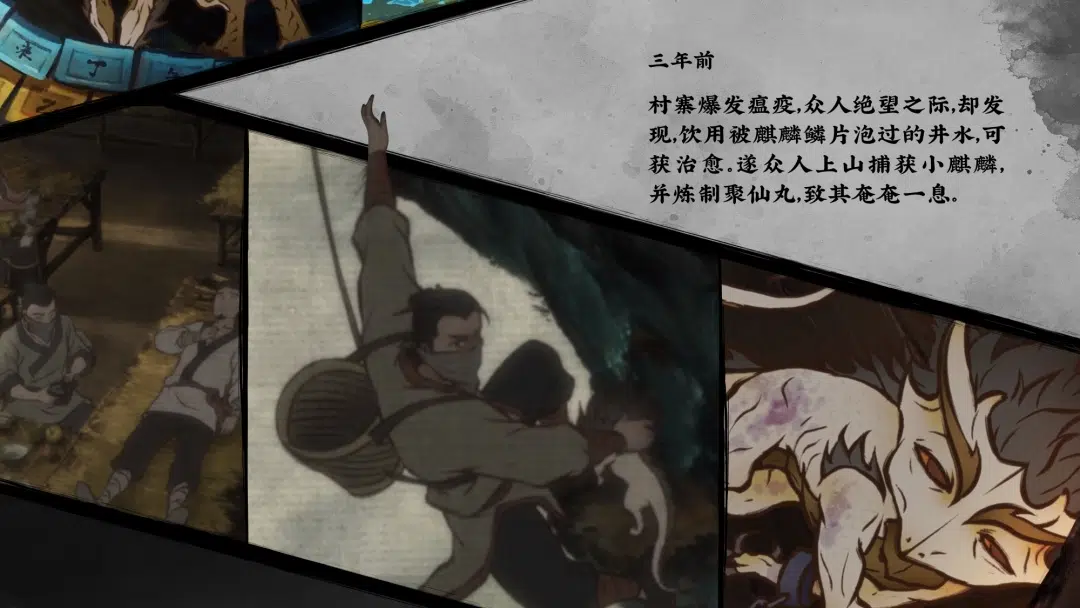 来
了
三年前
村寨爆发瘟疫,众人绝望之际,却发
现,饮用被麒麟鳞片泡过的井水,可
获治愈。遂众人上山捕获小麒麟,
并炼制聚仙丸,致其奄奄一息。